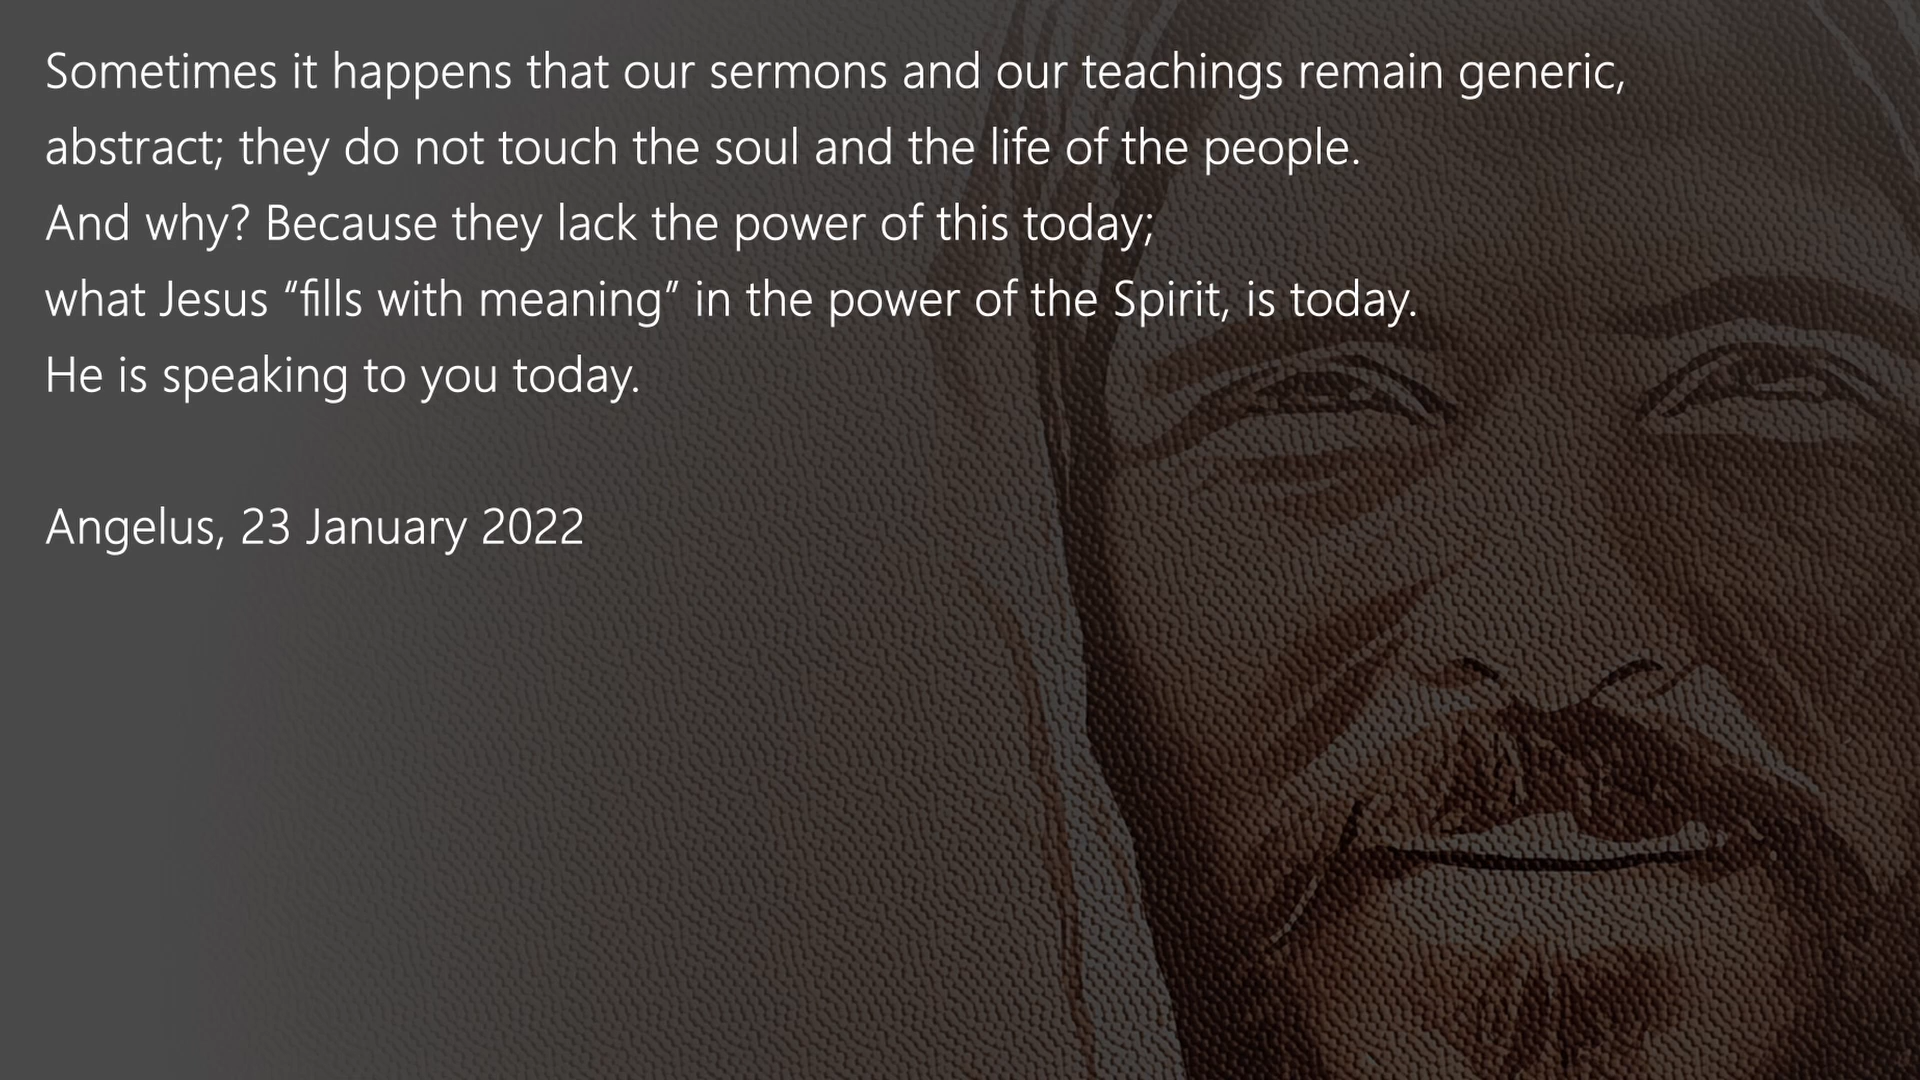 Sometimes it happens that our sermons and our teachings remain generic,
abstract; they do not touch the soul and the life of the people.
And why? Because they lack the power of this today;
what Jesus “fills with meaning” in the power of the Spirit, is today.
He is speaking to you today.
Angelus, 23 January 2022